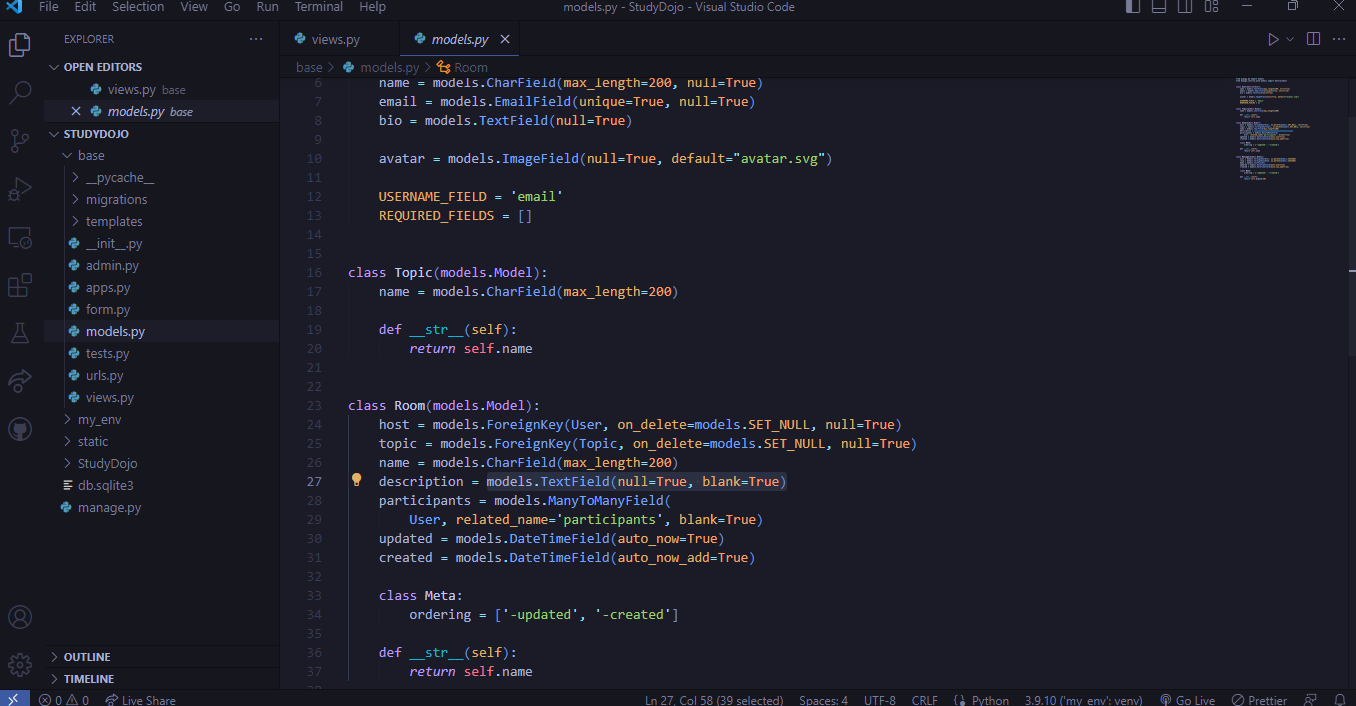 File Edit Selection View Go Run Terminal Help models.py - StudyDojo - Visual Studio Code
EXPLORER
OPEN EDITORS
views.py base
models.py base
STUDYDOJO
base
__pycache__
migrations
templates
__init__.py
admin.py
apps.py
form.py
models.py
tests.py
urls.py
views.py
my_env
static
StudyDojo
db.sqlite3
manage.py
OUTLINE
TIMELINE
views.py models.py
base > models.py > Room
6 name = models.CharField(max_length=200, null=True)
7 email = models.EmailField(unique=True, null=True)
8 bio = models.TextField(null=True)
9
10 avatar = models.ImageField(null=True, default="avatar.svg")
11
12 USERNAME_FIELD = 'email'
13 REQUIRED_FIELDS = []
14
15
16 class Topic(models.Model):
17 name = models.CharField(max_length=200)
18
19 def __str__(self):
20 return self.name
21
22
23 class Room(models.Model):
24 host = models.ForeignKey(User, on_delete=models.SET_NULL, null=True)
25 topic = models.ForeignKey(Topic, on_delete=models.SET_NULL, null=True)
26 name = models.CharField(max_length=200)
27 description = models.TextField(null=True, blank=True)
28 participants = models.ManyToManyField(
29 User, related_name='participants', blank=True)
30 updated = models.DateTimeField(auto_now=True)
31 created = models.DateTimeField(auto_now_add=True)
32
33 class Meta:
34 ordering = ['-updated', '-created']
35
36 def __str__(self):
37 return self.name
0 0 Live Share Ln 27, Col 58 (39 selected) Spaces: 4 UTF-8 CRLF Python 3.9.10 ('my_env': venv) Go Live Prettier